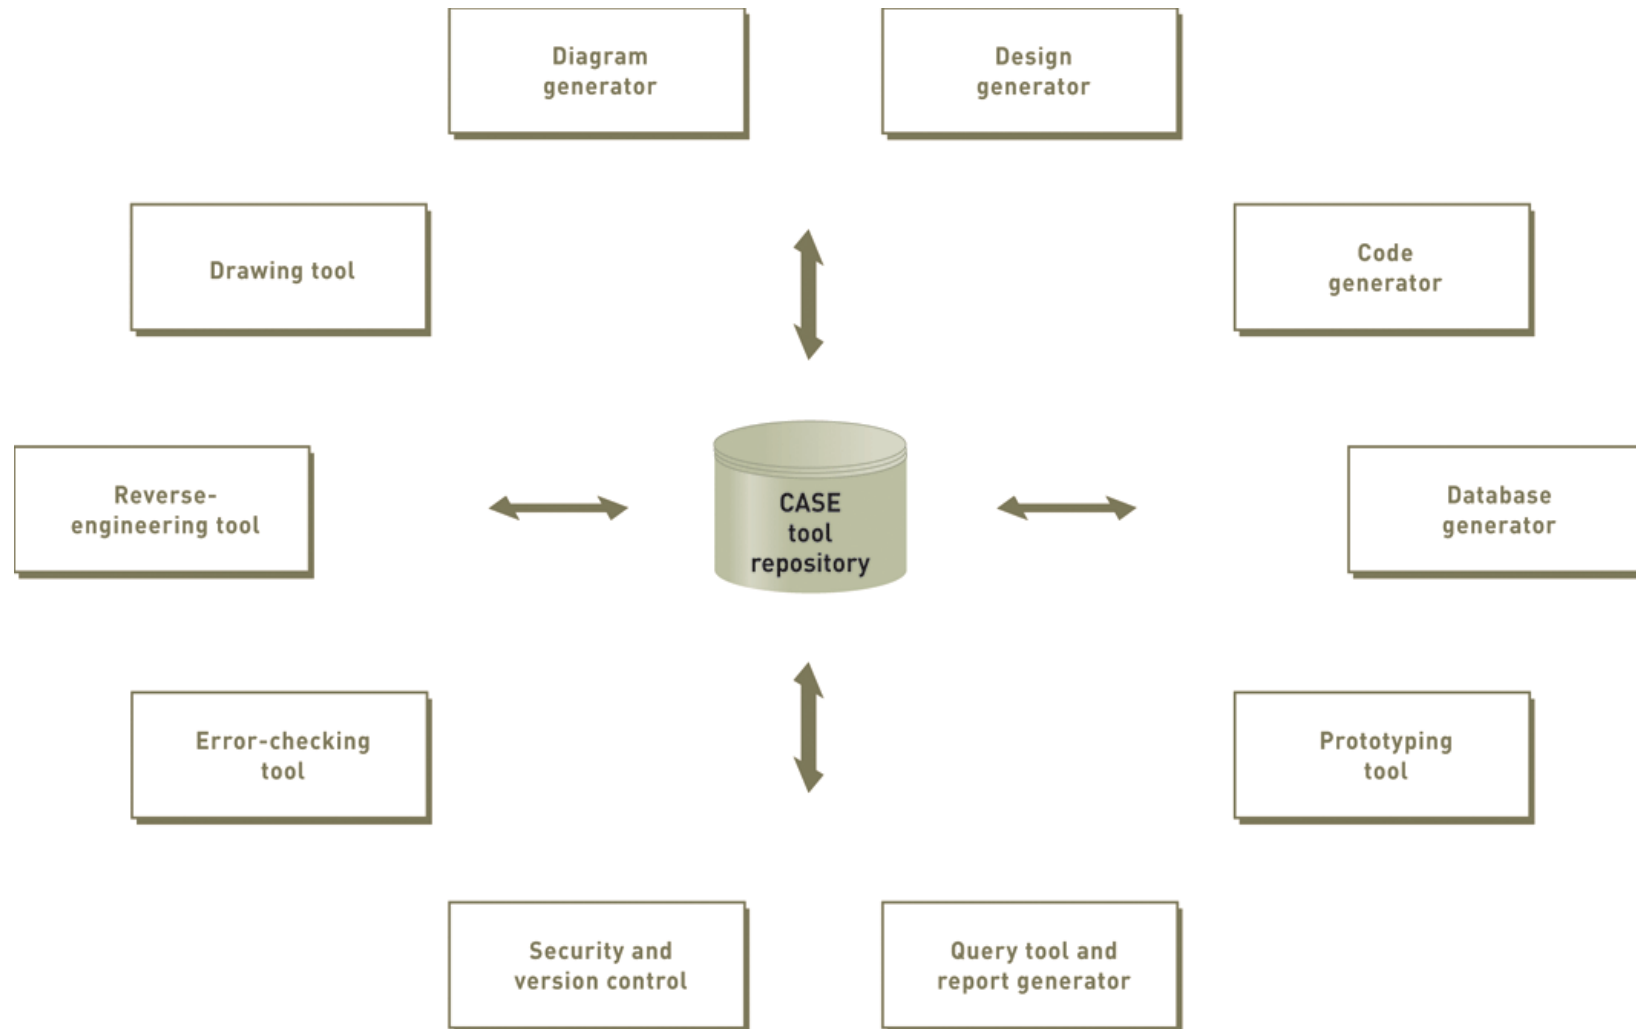 Diagram
generator
Design
generator
Drawing tool
Code
generator
Reverse-
engineering tool
CASE
tool
repository
Database
generator
Error-checking
tool
Prototyping
tool
Security and
version control
Query tool and
report generator